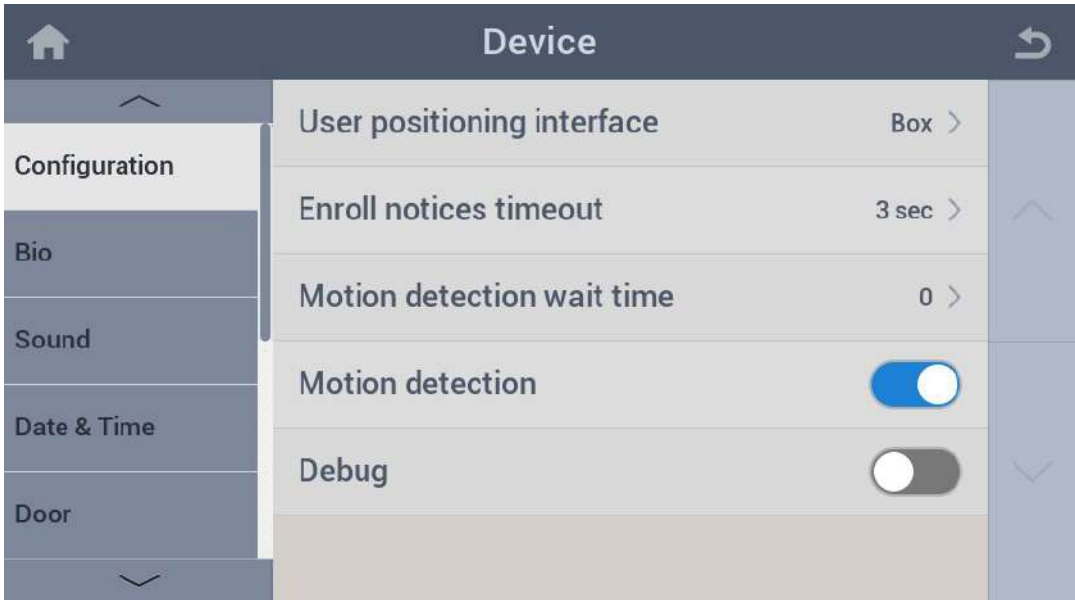 Device
Configuration
Bio
Sound
Date & Time
Door
User positioning interface Box
Enroll notices timeout 3 sec
Motion detection wait time 0
Motion detection
Debug